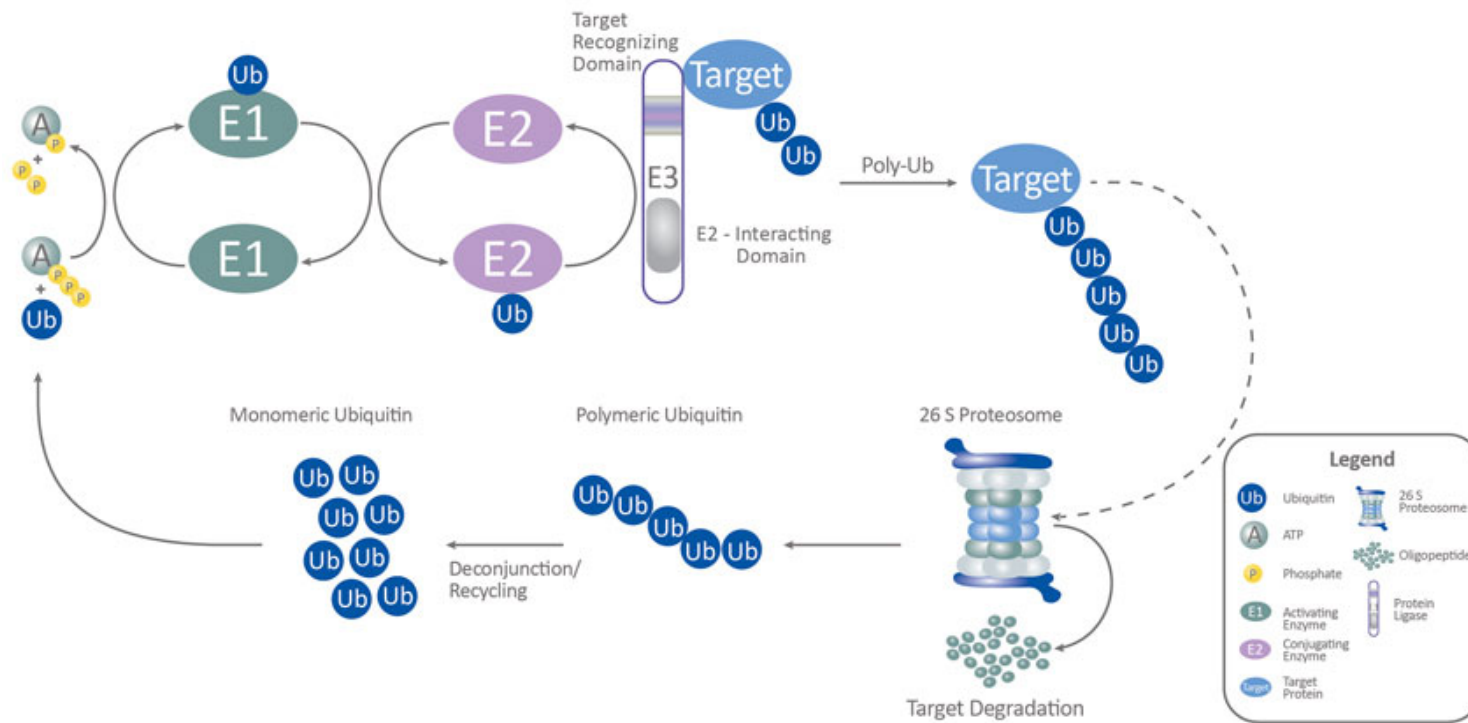 Target
Recognizing
Domain
Ub
E1
A
P
+
P
P
E2
Target
Ub
Ub
E3
Poly-Ub
Target
Ub
Ub
Ub
Ub
Ub
E1
A
P
P
P
+
Ub
E2
Ub
E2 - Interacting
Domain
Monomeric Ubiquitin
Polymeric Ubiquitin
26 S Proteosome
Ub
Ub
Ub
Ub
Ub
Ub
Ub
Ub
Ub
Ub
Ub
Ub
Ub
Deconjunction/
Recycling
Target Degradation
Legend
Ub
Ubiquitin
A
ATP
P
Phosphate
E1
Activating
Enzyme
E2
Conjugating
Enzyme
Target
Target
Protein
26 S
Proteosome
Oligopeptide
Protein
Ligase